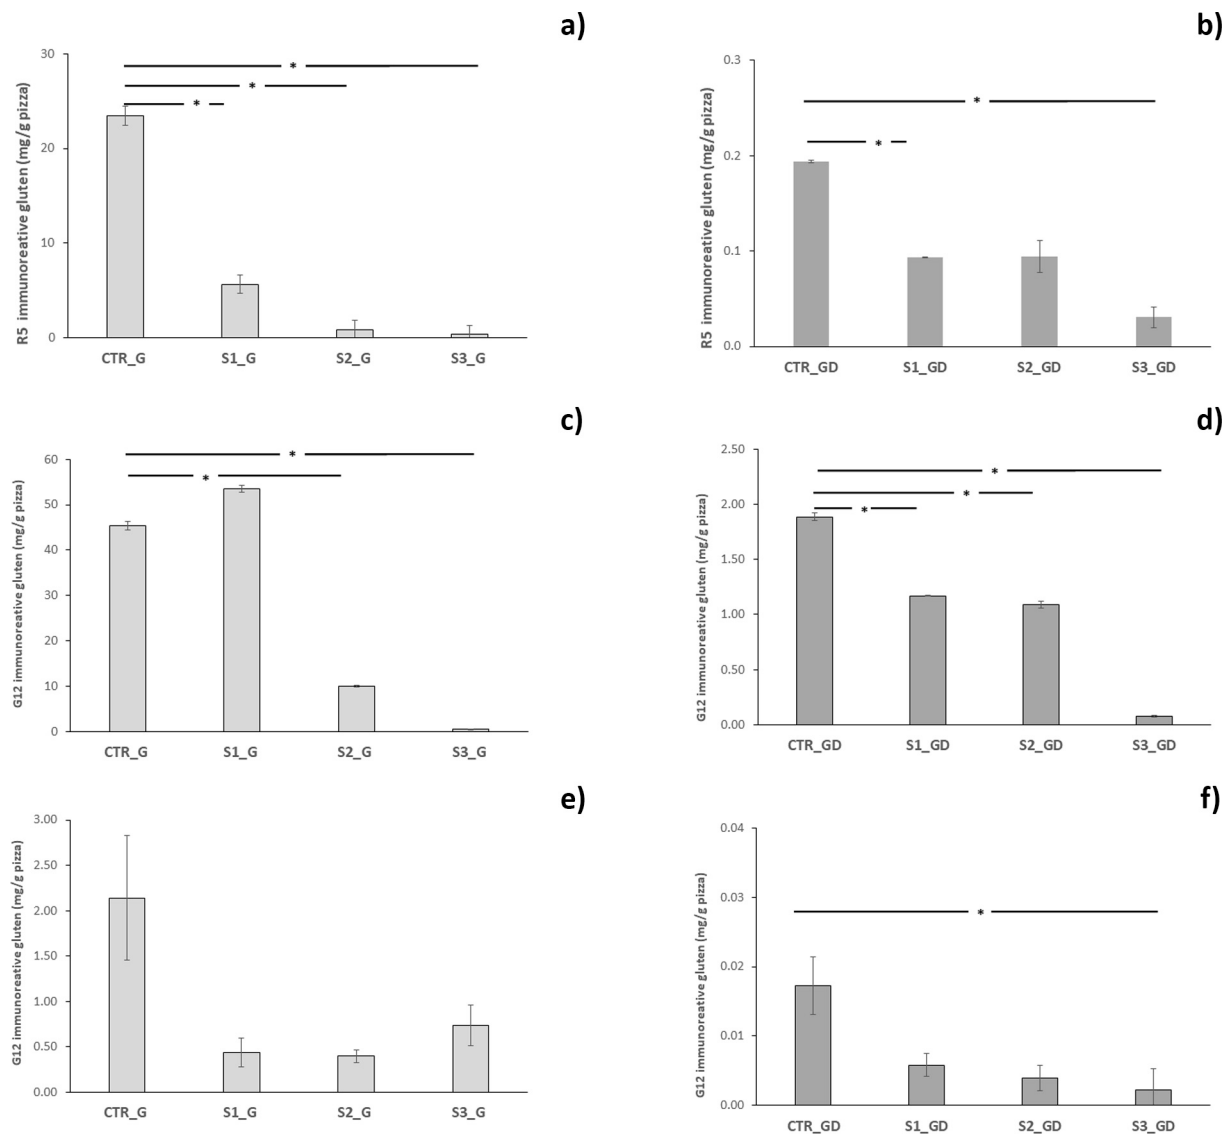 a)
R5 immunoreative gluten (mg/g pizza)
30
20
10
0
*
*
*
CTR_G S1_G S2_G S3_G
b)
R5 immunoreative gluten (mg/g pizza)
0.3
0.2
0.1
0.0
*
*
CTR_GD S1_GD S2_GD S3_GD
c)
G12 immunoreative gluten (mg/g pizza)
60
50
40
30
20
10
0
*
*
CTR_G S1_G S2_G S3_G
d)
G12 immunoreative gluten (mg/g pizza)
2.50
2.00
1.50
1.00
0.50
0.00
*
*
*
CTR_GD S1_GD S2_GD S3_GD
e)
G12 immunoreative gluten (mg/g pizza)
3.00
2.50
2.00
1.50
1.00
0.50
0.00
CTR_G S1_G S2_G S3_G
f)
G12 immunoreative gluten (mg/g pizza)
0.04
0.03
0.02
0.01
0.00
*
CTR_GD S1_GD S2_GD S3_GD